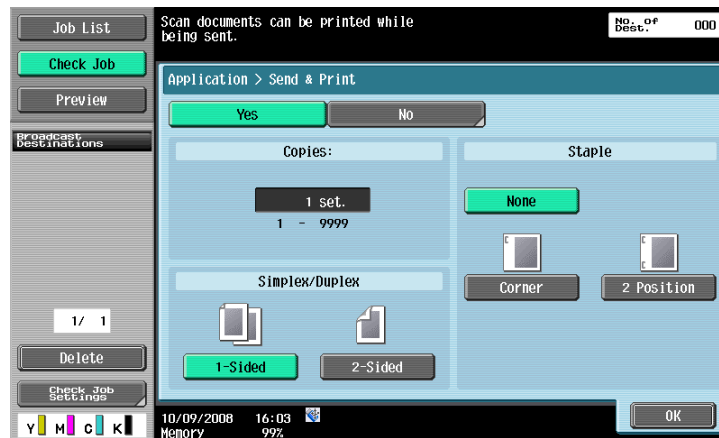 Job List
Check Job
Preview
Broadcast
Destinations
1/ 1
Delete
Check Job
Settings
Y M C K
Scan documents can be printed while
being sent.
No. of
Dest.
000
Application > Send & Print
Yes
No
Copies:
1 set.
1 - 9999
Simplex/Duplex
1-Sided
2-Sided
Staple
None
Corner
2 Position
10/09/2008 16:03
Memory 99%
OK